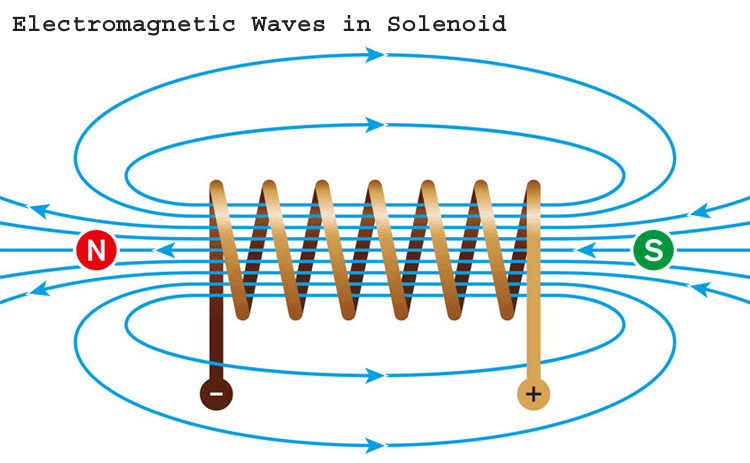 Electromagnetic Waves in Solenoid
N S
− +